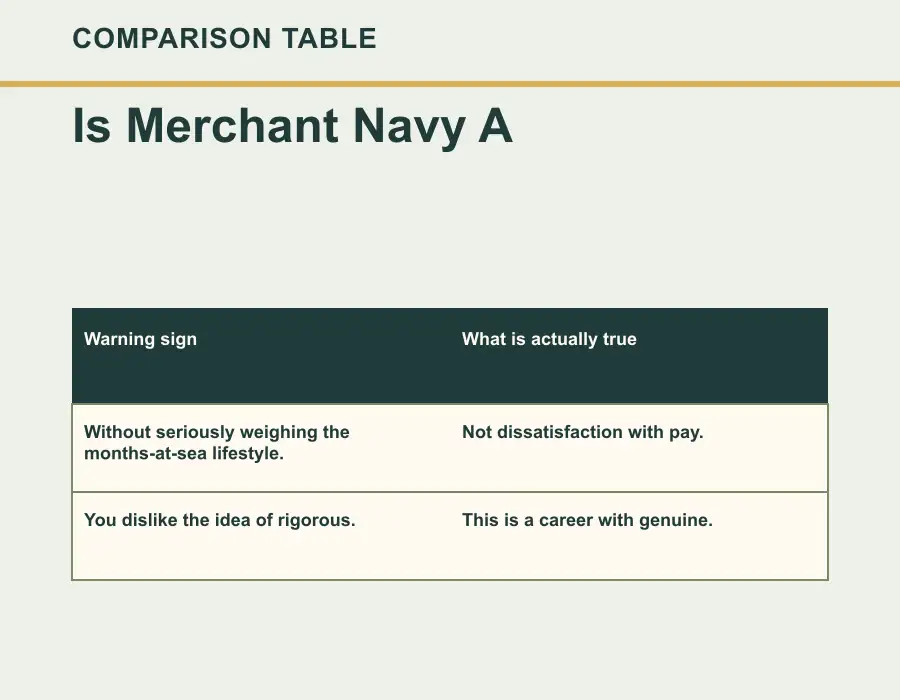 COMPARISON TABLE
Is Merchant Navy A
Warning sign
What is actually true
Without seriously weighing the
months-at-sea lifestyle.
Not dissatisfaction with pay.
You dislike the idea of rigorous.
This is a career with genuine.